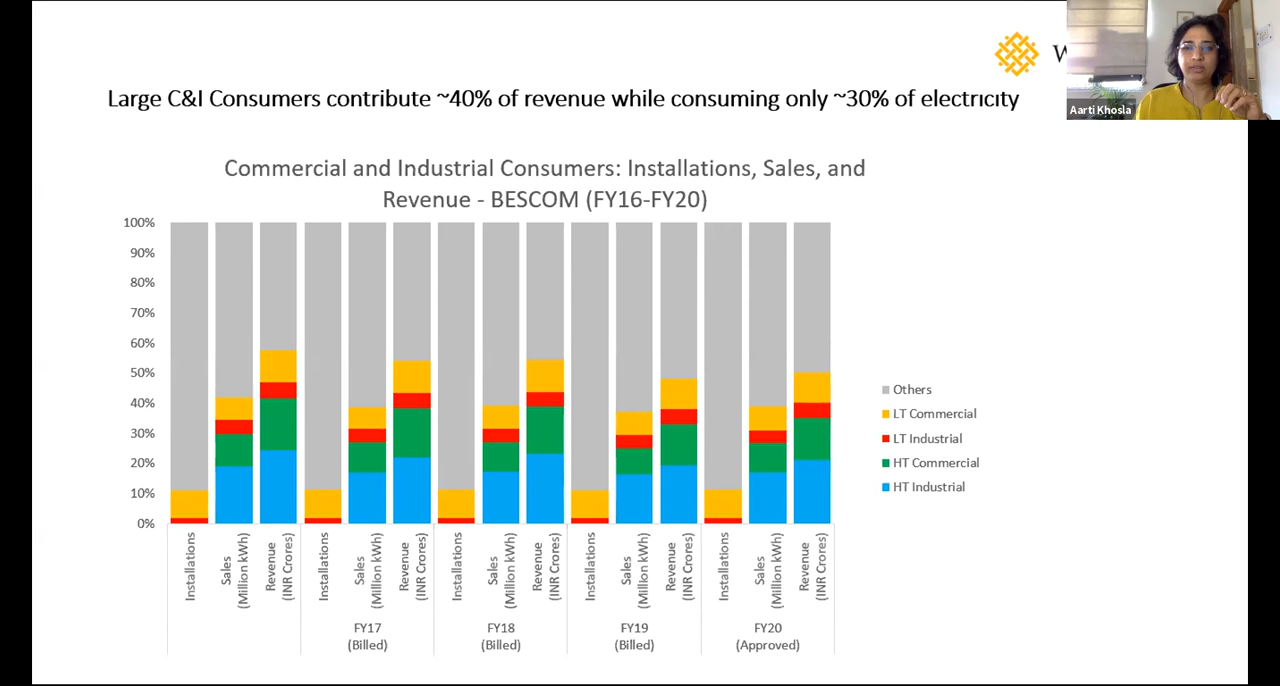 W
Aarti Khosla
Large C&I Consumers contribute ~40% of revenue while consuming only ~30% of electricity
Commercial and Industrial Consumers: Installations, Sales, and
Revenue - BESCOM (FY16-FY20)
100%
90%
80%
70%
60%
50%
40%
30%
20%
10%
0%
Others
LT Commercial
LT Industrial
HT Commercial
HT Industrial
Installations
Sales
(Million kWh)
Revenue
(INR Crores)
Installations
Sales
(Million kWh)
Revenue
(INR Crores)
Installations
Sales
(Million kWh)
Revenue
(INR Crores)
Installations
Sales
(Million kWh)
Revenue
(INR Crores)
Installations
Sales
(Million kWh)
Revenue
(INR Crores)
FY17
(Billed)
FY18
(Billed)
FY19
(Billed)
FY20
(Approved)